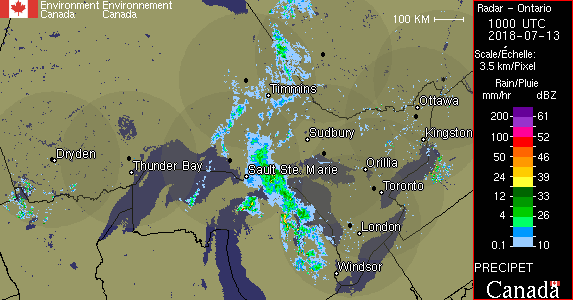 Environment Environnement
Canada Canada
100 KM
Timmins
Ottawa
Sudbury
Kingston
Dryden
Thunder Bay
Sault Ste. Marie
Orillia
Toronto
London
Windsor
Radar - Ontario
1000 UTC
2018-07-13
Scale/Échelle:
3.5 km/Pixel
Rain/Pluie
mm/hr dBZ
200 61
100 57
100 52
50 46
24 39
12 33
4 26
0.1 10
PRECIPET
Canada